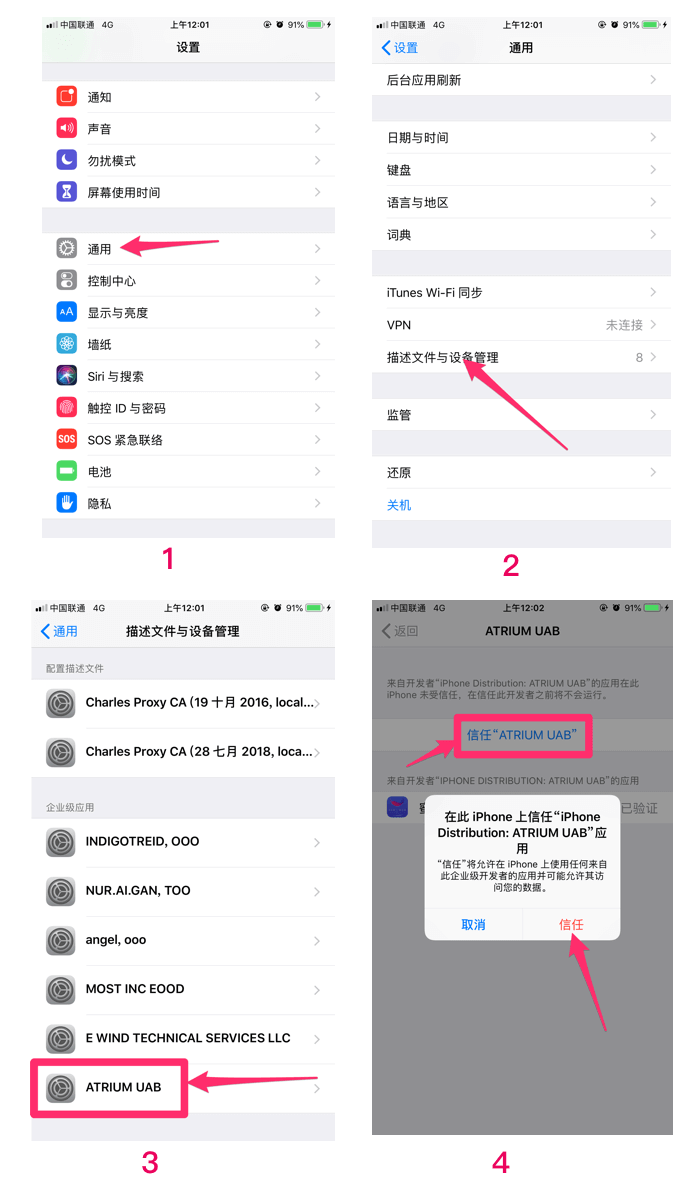 中国联通 4G 上午12:01 91%
设置
通知
声音
勿扰模式
屏幕使用时间
通用
控制中心
AA 显示与亮度
墙纸
Siri 与搜索
触控 ID 与密码
SOS SOS 紧急联络
电池
隐私
1
中国联通 4G 上午12:01 91%
设置 通用
后台应用刷新
日期与时间
键盘
语言与地区
词典
iTunes Wi-Fi 同步
VPN 未连接
描述文件与设备管理 8
监管
还原
关机
2
中国联通 4G 上午12:01 91%
通用 描述文件与设备管理
配置描述文件
Charles Proxy CA (19 十月 2016, local...
Charles Proxy CA (28 七月 2018, loca...
企业级应用
INDIGOTREID, OOO
NUR.AI.GAN, TOO
angel, ooo
MOST INC EOOD
E WIND TECHNICAL SERVICES LLC
ATRIUM UAB
3
中国联通 4G 上午12:02 91%
返回 ATRIUM UAB
来自开发者“iPhone Distribution: ATRIUM UAB”的应用在此
iPhone 未受信任，在信任此开发者之前将不会运行。
信任“ATRIUM UAB”
来自开发者“IPHONE DISTRIBUTION: ATRIUM UAB”的应用
已验证
在此 iPhone 上信任“iPhone
Distribution: ATRIUM UAB”应
用
“信任”将允许在 iPhone 上使用任何来自
此企业级开发者的应用并可能允许其访
问您的数据。
取消 信任
4